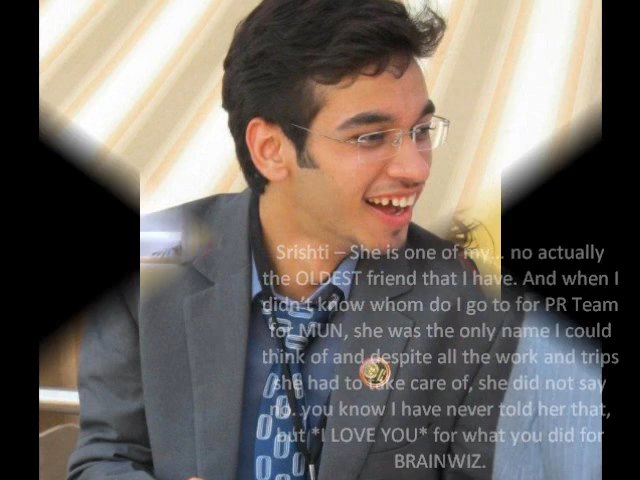 Srishti – She is one of my… no actually
the OLDEST friend that I have. And when I
didn't know whom do I go to for PR Team
for MUN, she was the only name I could
think of and despite all the work and trips
she had to take care of, she did not say
no..you know I have never told her that,
but *I LOVE YOU* for what you did for
BRAINWIZ.